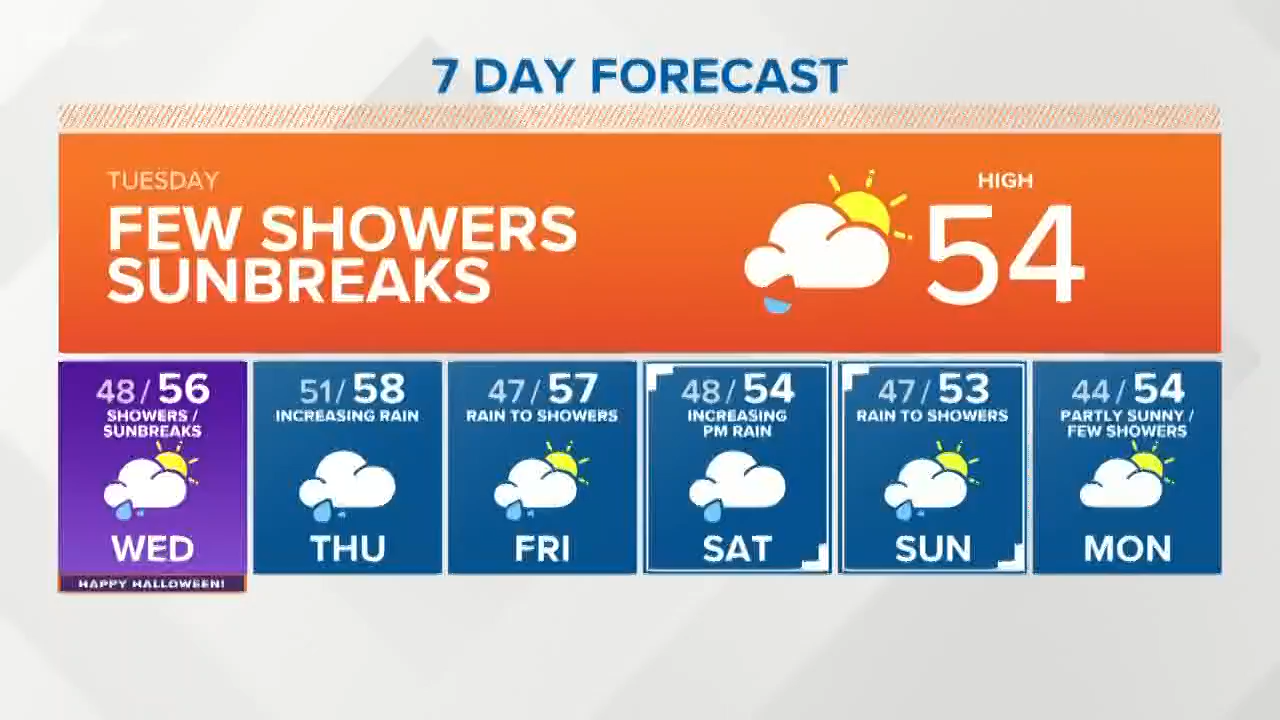 7 DAY FORECAST
TUESDAY
FEW SHOWERS
SUNBREAKS
HIGH
54
48 / 56
SHOWERS /
SUNBREAKS
WED
HAPPY HALLOWEEN!
51 / 58
INCREASING RAIN
THU
47 / 57
RAIN TO SHOWERS
FRI
48 / 54
INCREASING
PM RAIN
SAT
47 / 53
RAIN TO SHOWERS
SUN
44 / 54
PARTLY SUNNY /
FEW SHOWERS
MON